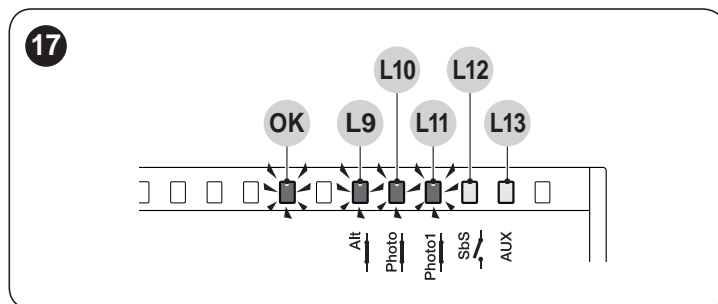 17
L10 L12
OK L9 L11 L13
Alt
Photo
Photo1
SbS
AUX